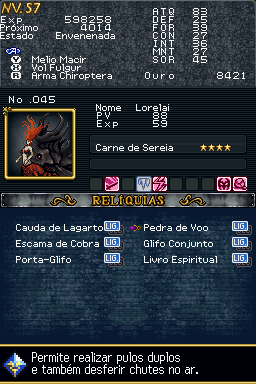 NV.57
Exp 598258
Próximo 4014
Estado Envenenada
A Melio Macir
X Vol Fulgur
R Arma Chiroptera
ATQ 83
DEF 25
FOR 39
CON 27
INT 36
MNT 27
SOR 45
Ouro 8421
No .045
Nome Lorelai
PV 88
Exp 59
Carne de Sereia ★★★★
RELÍQUIAS
Cauda de Lagarto LIG. Pedra de Voo LIG.
Escama de Cobra LIG. Glifo Conjunto LIG.
Porta-Glifo LIG. Livro Espiritual LIG.
Permite realizar pulos duplos
e também desferir chutes no ar.